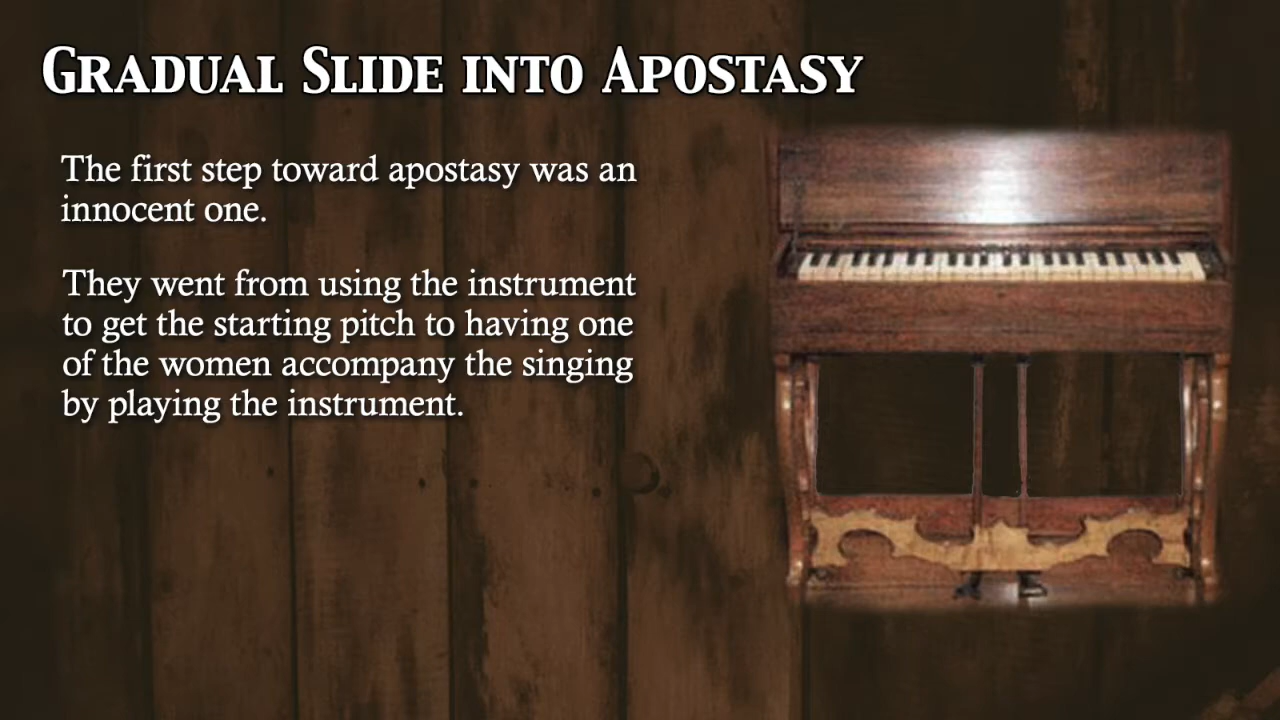 Gradual Slide into Apostasy
The first step toward apostasy was an
innocent one.
They went from using the instrument
to get the starting pitch to having one
of the women accompany the singing
by playing the instrument.